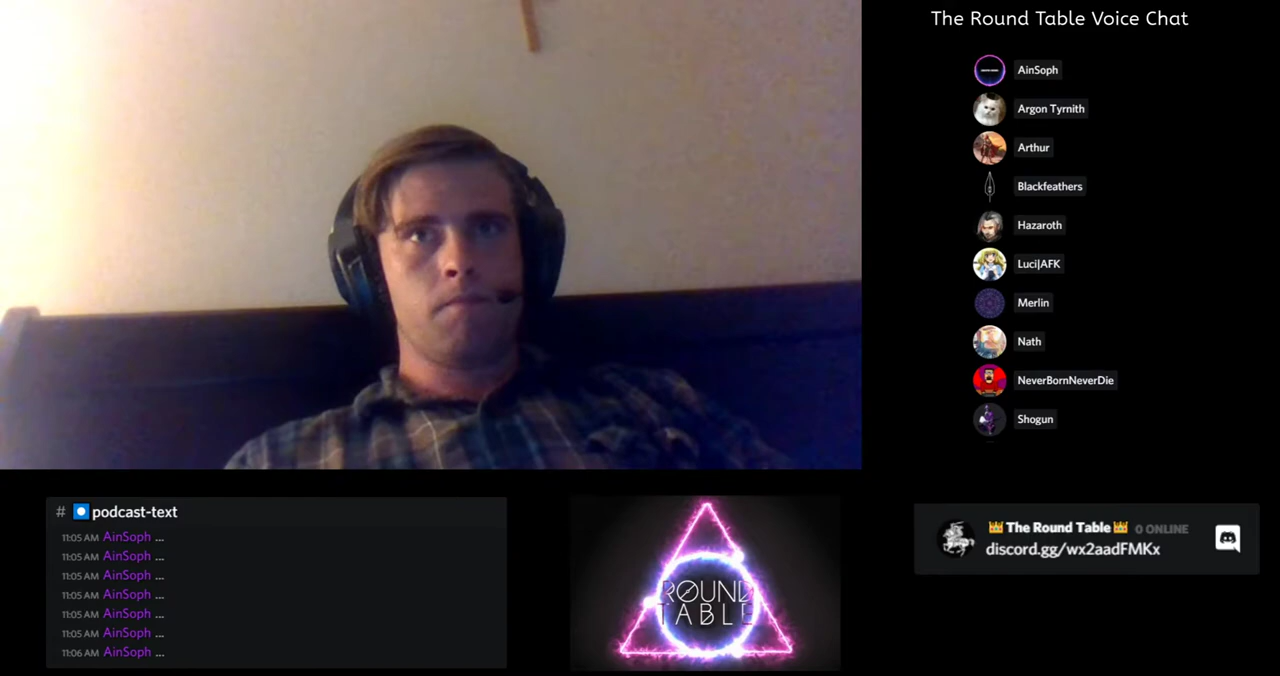 The Round Table Voice Chat
AinSoph
Argon Tyrnith
Arthur
Blackfeathers
Hazaroth
Luci|AFK
Merlin
Nath
NeverBornNeverDie
Shogun
# podcast-text
11:05 AM AinSoph ...
11:05 AM AinSoph ...
11:05 AM AinSoph ...
11:05 AM AinSoph ...
11:05 AM AinSoph ...
11:05 AM AinSoph ...
11:06 AM AinSoph ...
ROUND
TABLE
👑 The Round Table 👑 0 ONLINE
discord.gg/wx2aadFMKx